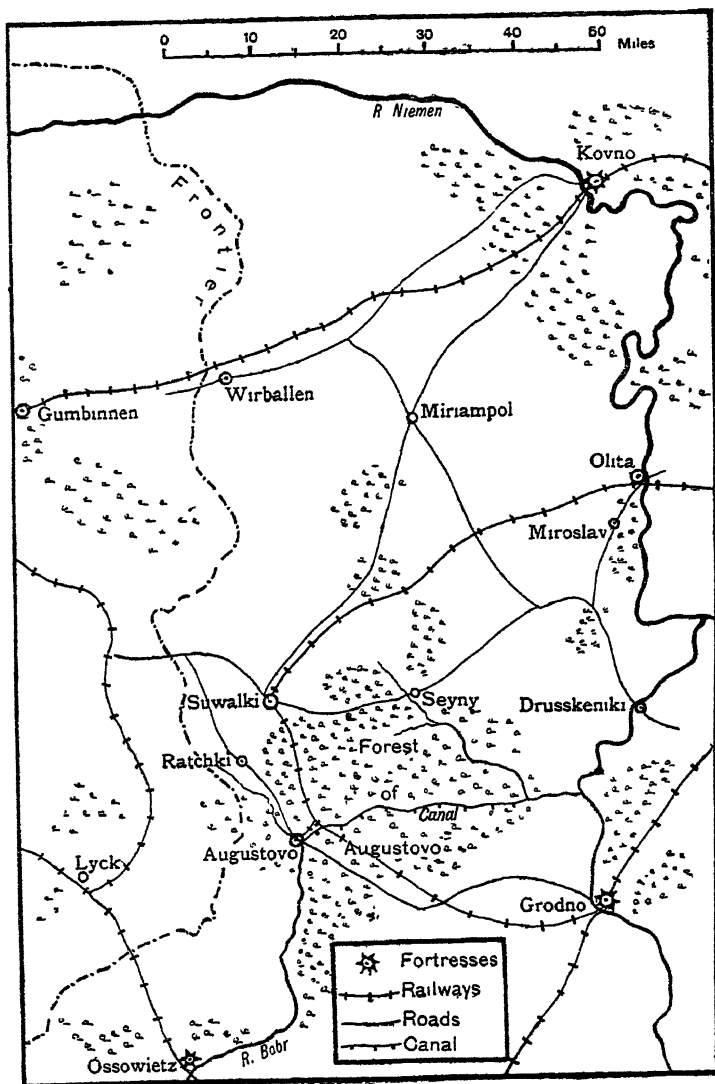 0 10 20 30 40 50 Miles
R Niemen
Kovno
Frontier
Wirballen
Gumbinnen
Miriampol
Olita
Miroslav
Suwalki
Seyny
Drusskeniki
Ratchki
Forest
of
Canal
Augustovo
Augustovo
Lyck
Grodno
Fortresses
Railways
Roads
Canal
R. Bobr
Ossowietz